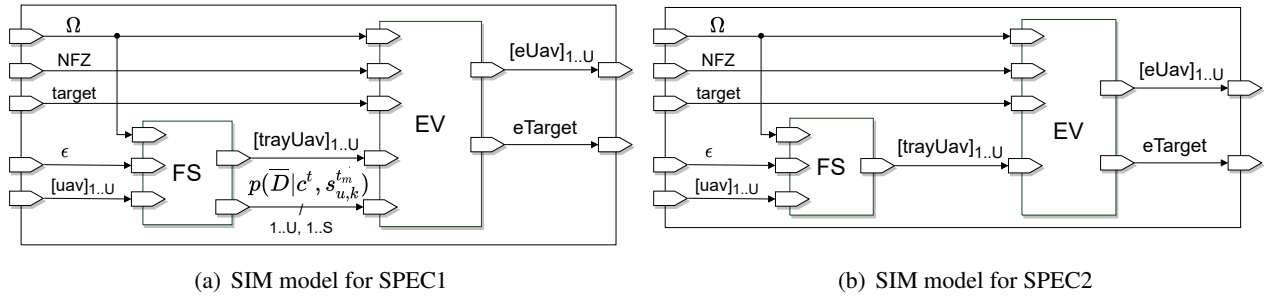 Ω
NFZ
target
ϵ
[uav]1..U
FS
[trayUav]1..U
p(D̅|c^t, s_{u,k}^{t_m})
1..U, 1..S
EV
[eUav]1..U
eTarget
(a) SIM model for SPEC1
Ω
NFZ
target
ϵ
[uav]1..U
FS
[trayUav]1..U
EV
[eUav]1..U
eTarget
(b) SIM model for SPEC2